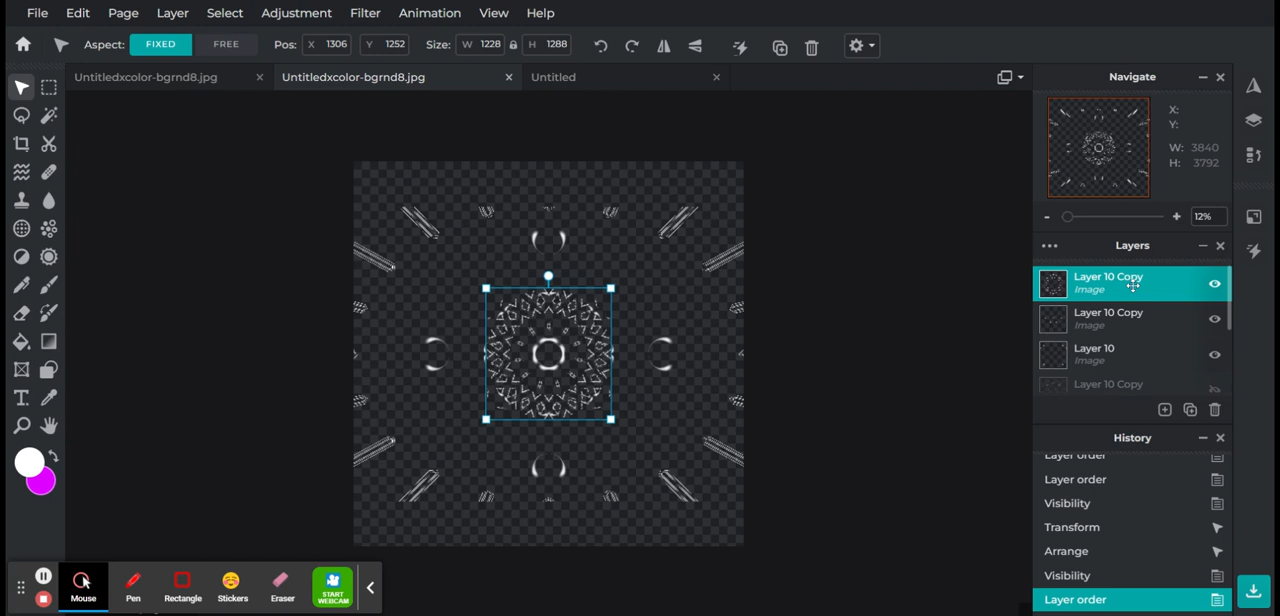 File Edit Page Layer Select Adjustment Filter Animation View Help
Aspect: FIXED FREE Pos: X 1306 Y 1252 Size: W 1228 H 1288
Untitledxcolor-bgrnd8.jpg Untitledxcolor-bgrnd8.jpg Untitled
Navigate
X:
Y:
W: 3840
H: 3792
- + 12%
Layers
Layer 10 Copy
Image
Layer 10 Copy
Image
Layer 10
Image
Layer 10 Copy
History
Layer order
Layer order
Visibility
Transform
Arrange
Visibility
Layer order
Mouse Pen Rectangle Stickers Eraser START WEBCAM